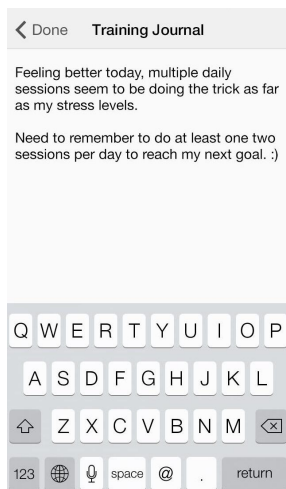 Done Training Journal
Feeling better today, multiple daily
sessions seem to be doing the trick as far
as my stress levels.
Need to remember to do at least one two
sessions per day to reach my next goal. :)
Q W E R T Y U I O P
A S D F G H J K L
Z X C V B N M
123 space @ . return